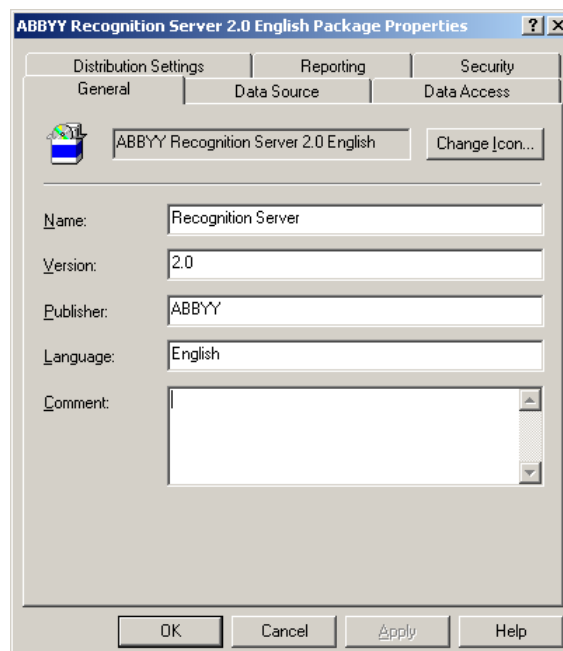 ABBYY Recognition Server 2.0 English Package Properties
Distribution Settings Reporting Security
General Data Source Data Access
ABBYY Recognition Server 2.0 English Change Icon...
Name: Recognition Server
Version: 2.0
Publisher: ABBYY
Language: English
Comment:
OK Cancel Apply Help